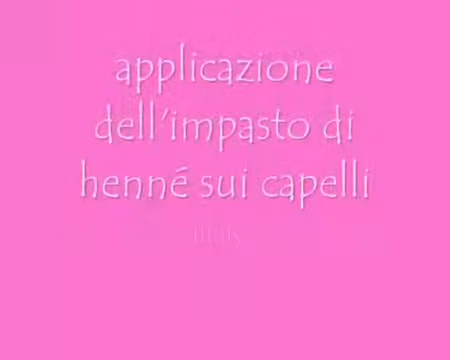 applicazione
dell'impasto di
henné sui capelli